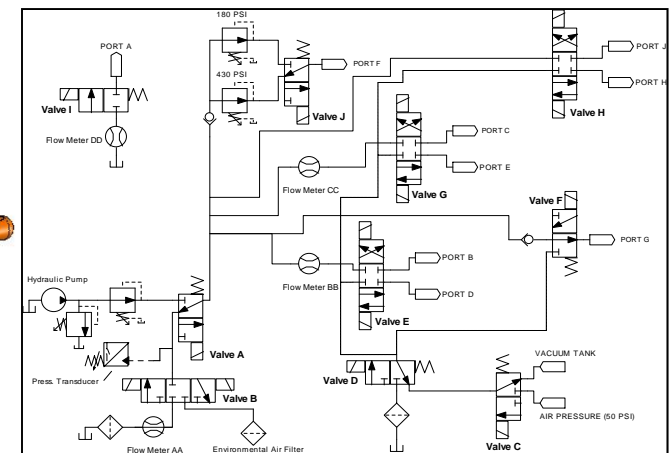 180 PSI
PORT A
PORT F
PORT J
430 PSI
PORT H
Valve I
Valve J
Valve H
Flow Meter DD
PORT C
PORT E
Flow Meter CC
Valve G
Valve F
PORT G
PORT B
Hydraulic Pump
Flow Meter BB
PORT D
Valve E
Valve A
VACUUM TANK
Press. Transducer
Valve D
Valve B
AIR PRESSURE (50 PSI)
Flow Meter AA
Environmental Air Filter
Valve C